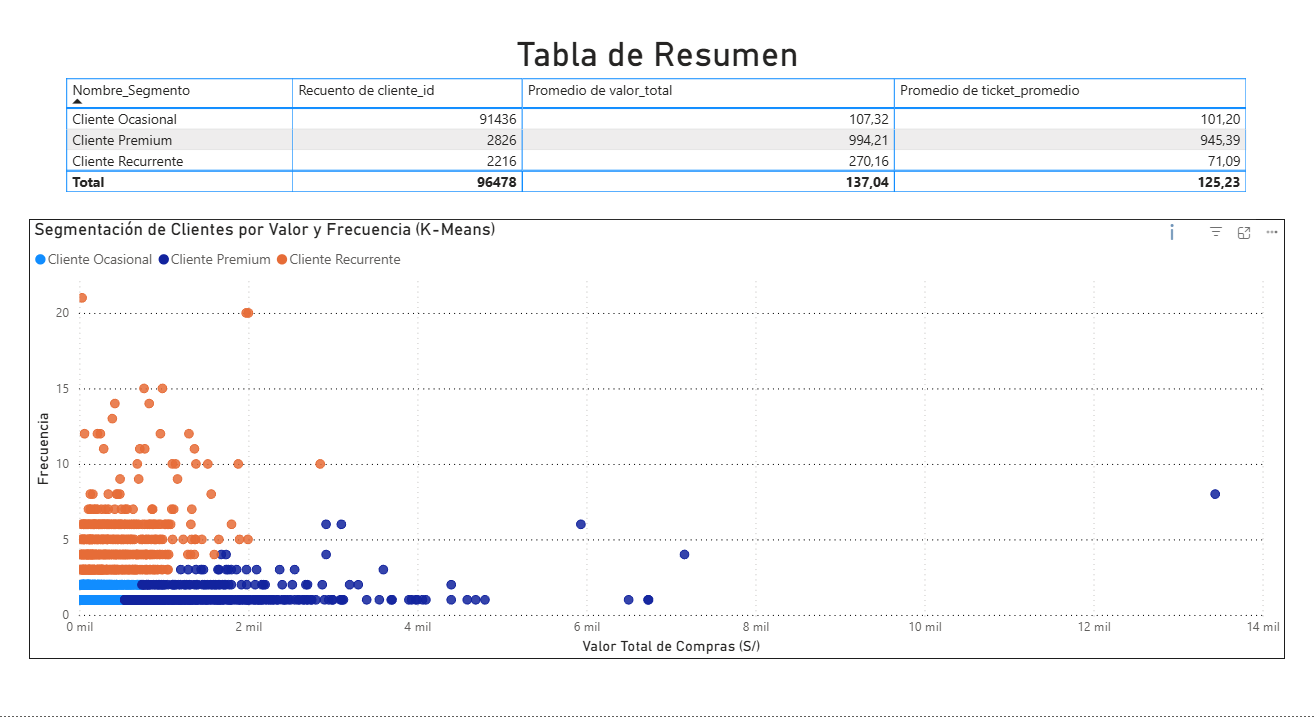 Tabla de Resumen
Nombre_Segmento Recuento de cliente_id Promedio de valor_total Promedio de ticket_promedio
Cliente Ocasional 91436 107,32 101,20
Cliente Premium 2826 994,21 945,39
Cliente Recurrente 2216 270,16 71,09
Total 96478 137,04 125,23
Segmentación de Clientes por Valor y Frecuencia (K-Means)
Cliente Ocasional Cliente Premium Cliente Recurrente
Frecuencia
20
15
10
5
0
0 mil 2 mil 4 mil 6 mil 8 mil 10 mil 12 mil 14 mil
Valor Total de Compras (S/)